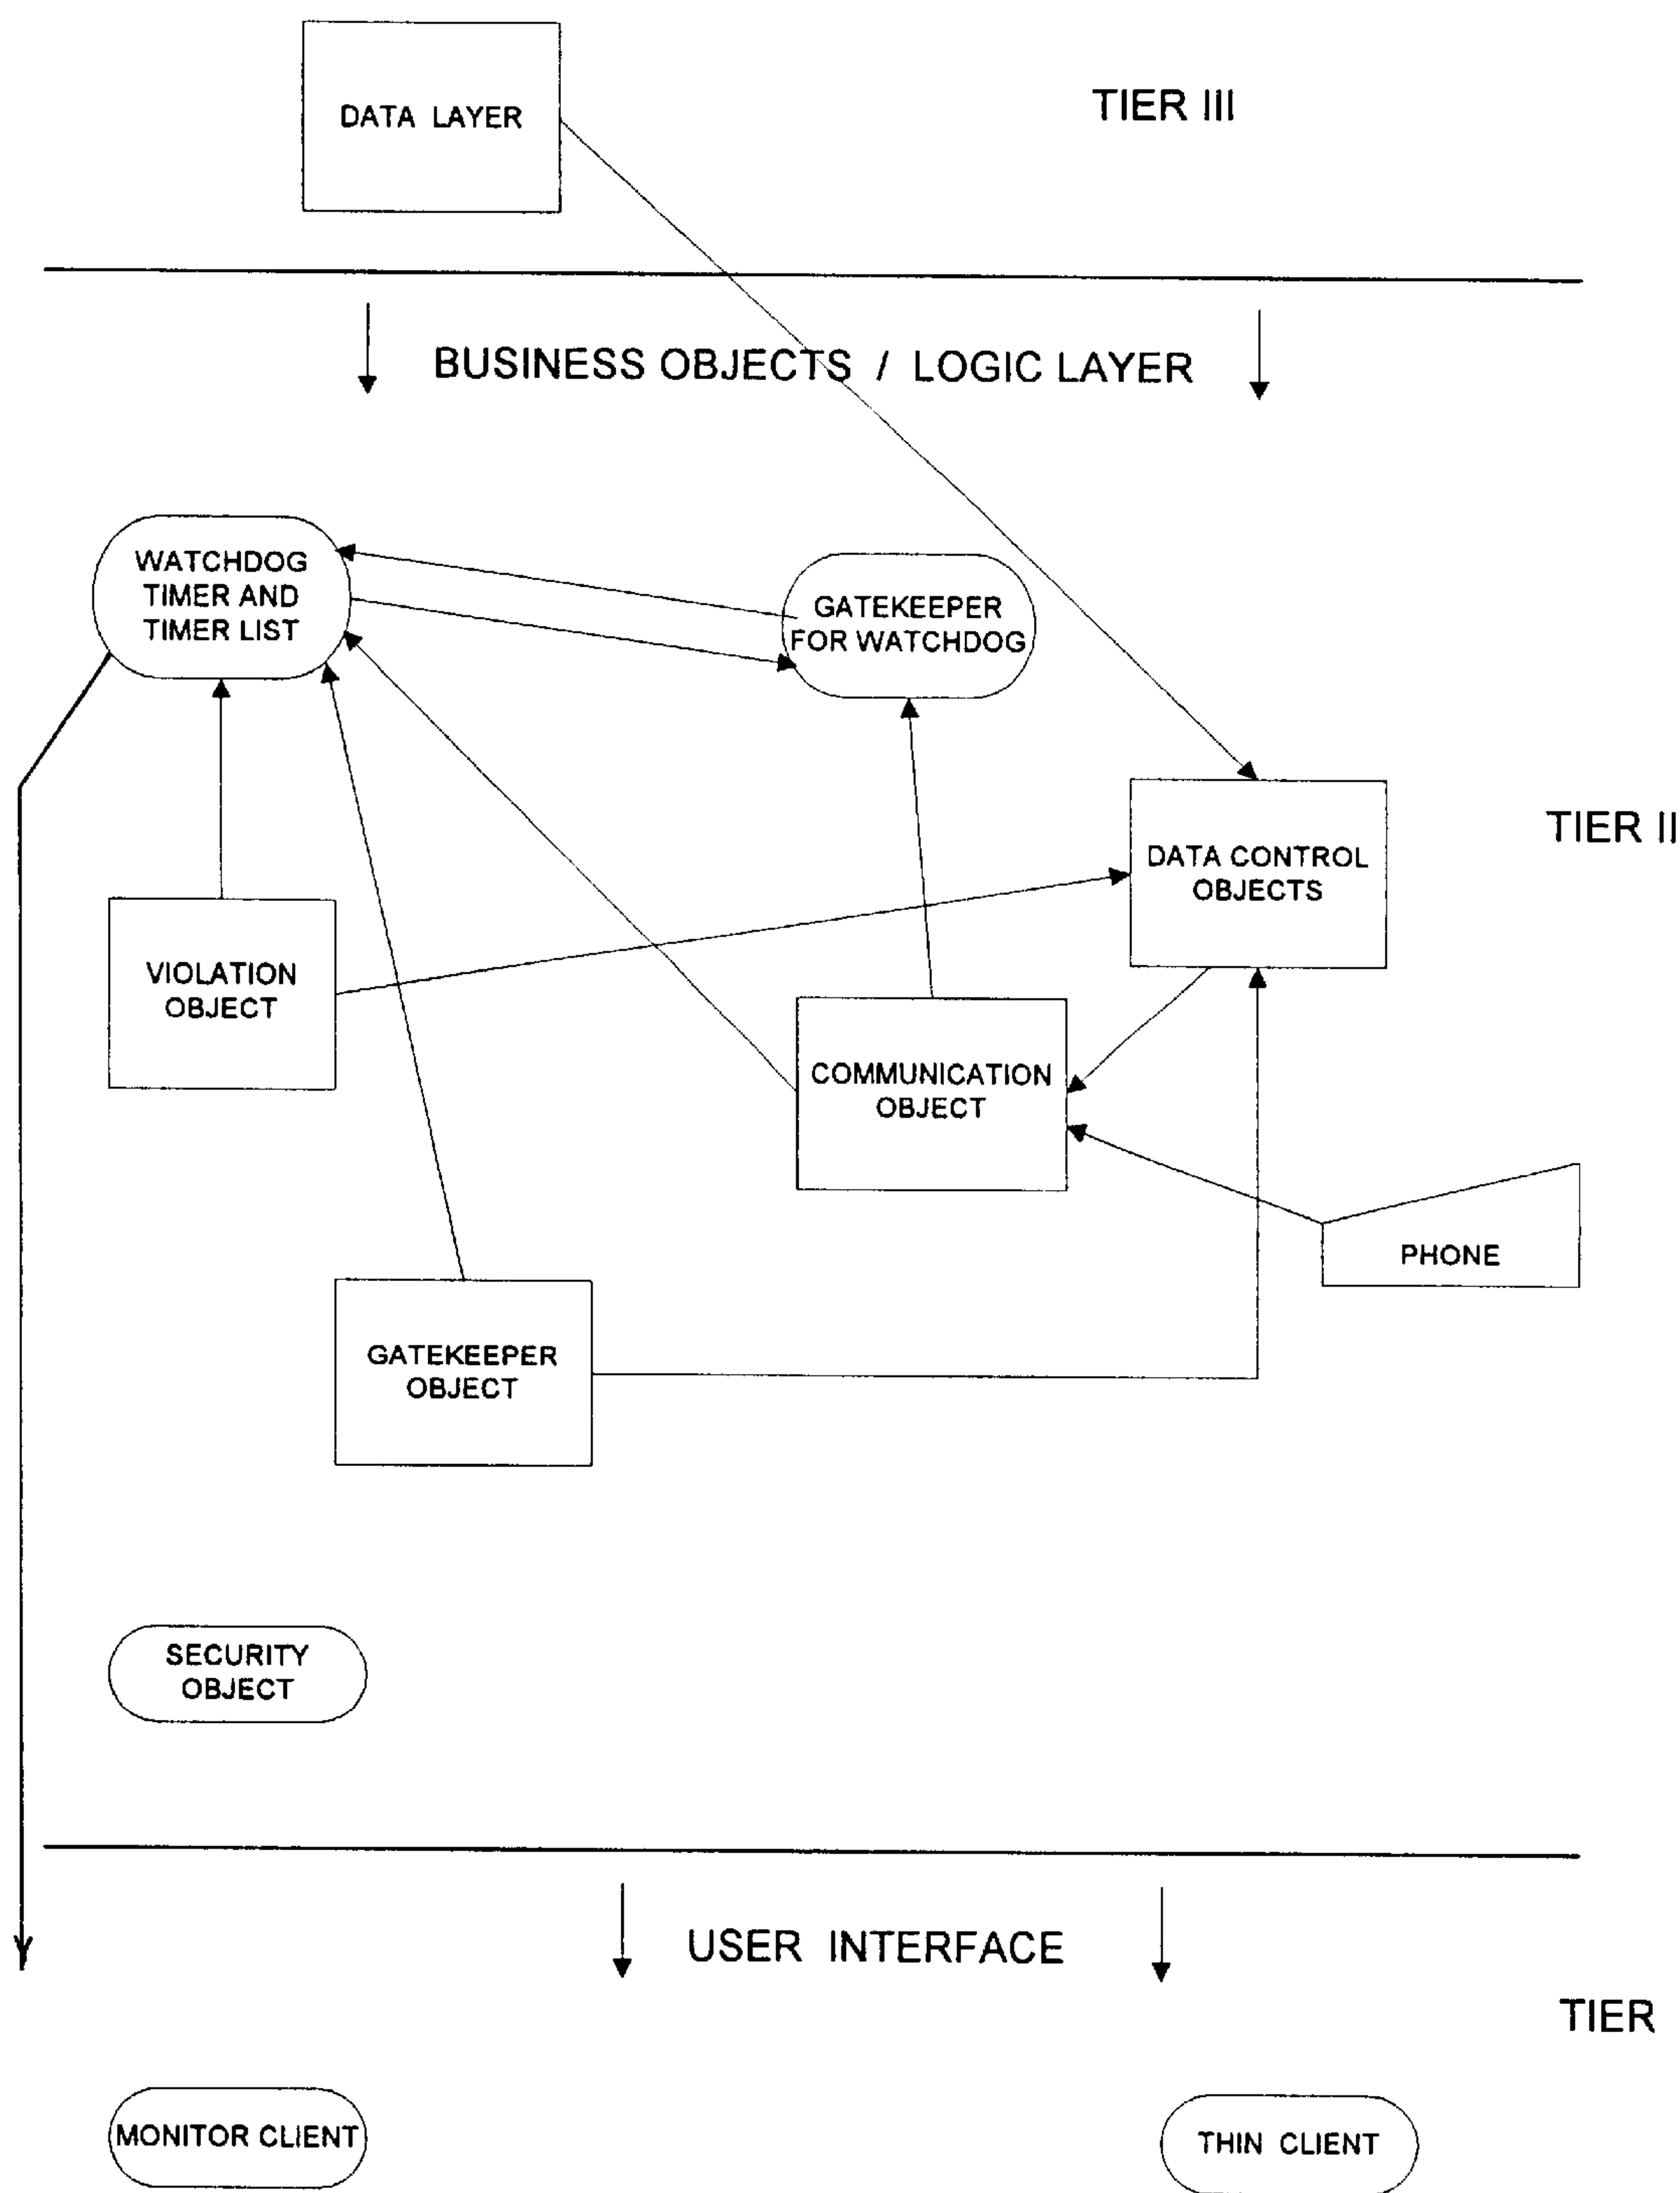 DATA LAYER
TIER III
BUSINESS OBJECTS / LOGIC LAYER
WATCHDOG
TIMER AND
TIMER LIST
GATEKEEPER
FOR WATCHDOG
TIER II
DATA CONTROL
OBJECTS
VIOLATION
OBJECT
COMMUNICATION
OBJECT
PHONE
GATEKEEPER
OBJECT
SECURITY
OBJECT
USER INTERFACE
TIER
MONITOR CLIENT
THIN CLIENT